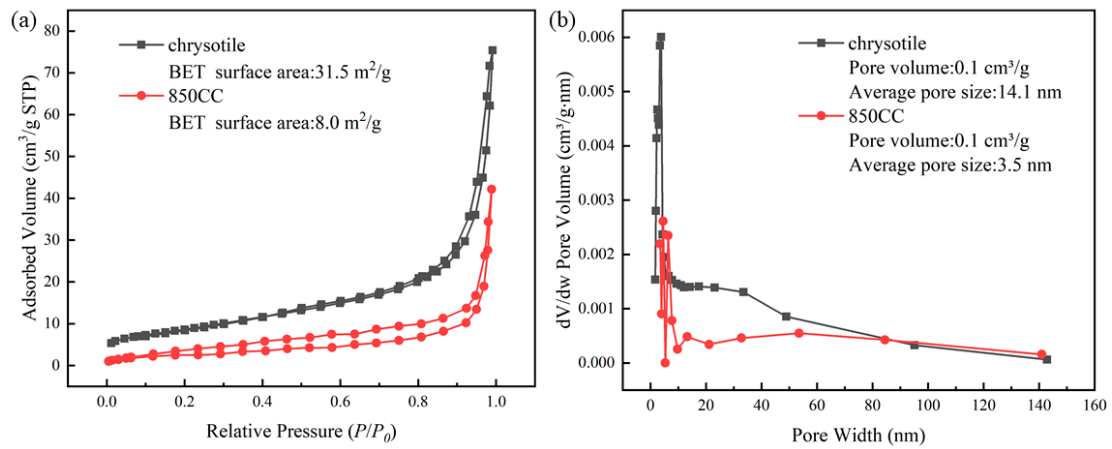 (a)
chrysotile
BET surface area:31.5 m²/g
850CC
BET surface area:8.0 m²/g
80
70
60
50
40
30
20
10
0
Adsorbed Volume (cm³/g STP)
0.0 0.2 0.4 0.6 0.8 1.0
Relative Pressure (P/P₀)
(b)
chrysotile
Pore volume:0.1 cm³/g
Average pore size:14.1 nm
850CC
Pore volume:0.1 cm³/g
Average pore size:3.5 nm
0.006
0.005
0.004
0.003
0.002
0.001
0.000
dV/dw Pore Volume (cm³/g·nm)
0 20 40 60 80 100 120 140 160
Pore Width (nm)